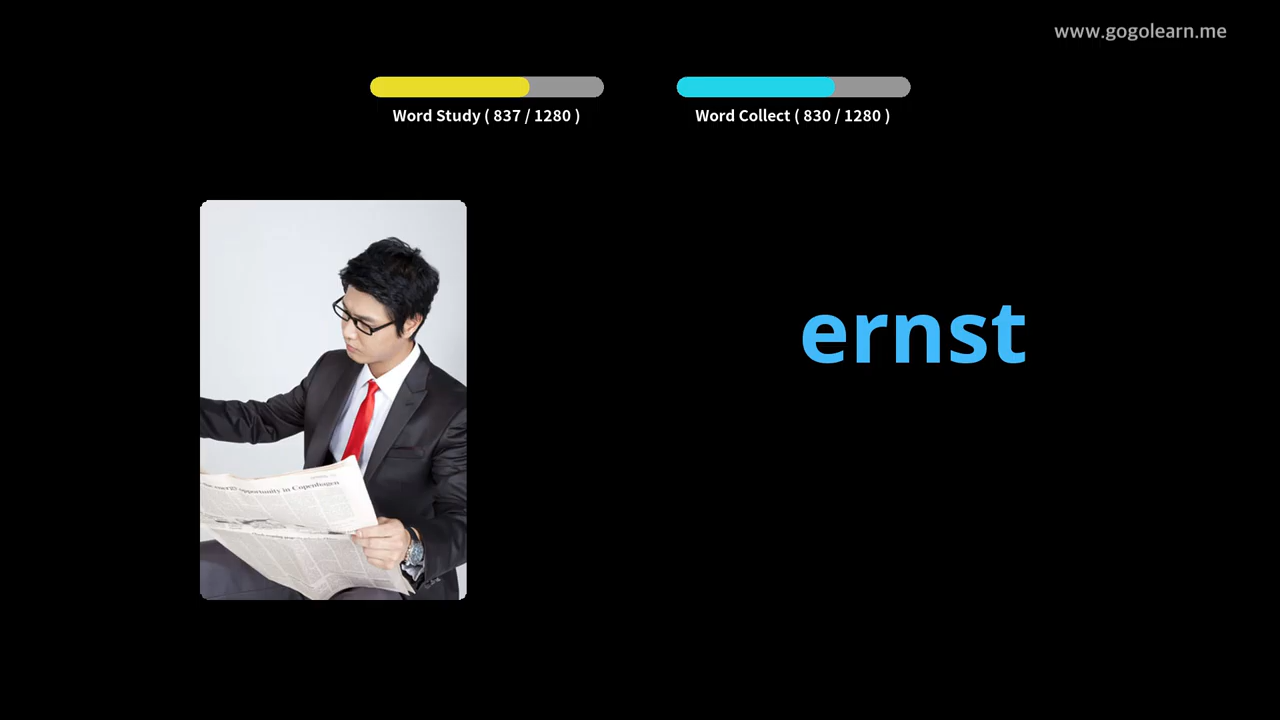 www.gogolearn.me
Word Study ( 837 / 1280 )
Word Collect ( 830 / 1280 )
ernst
opportunity in Copenhagen